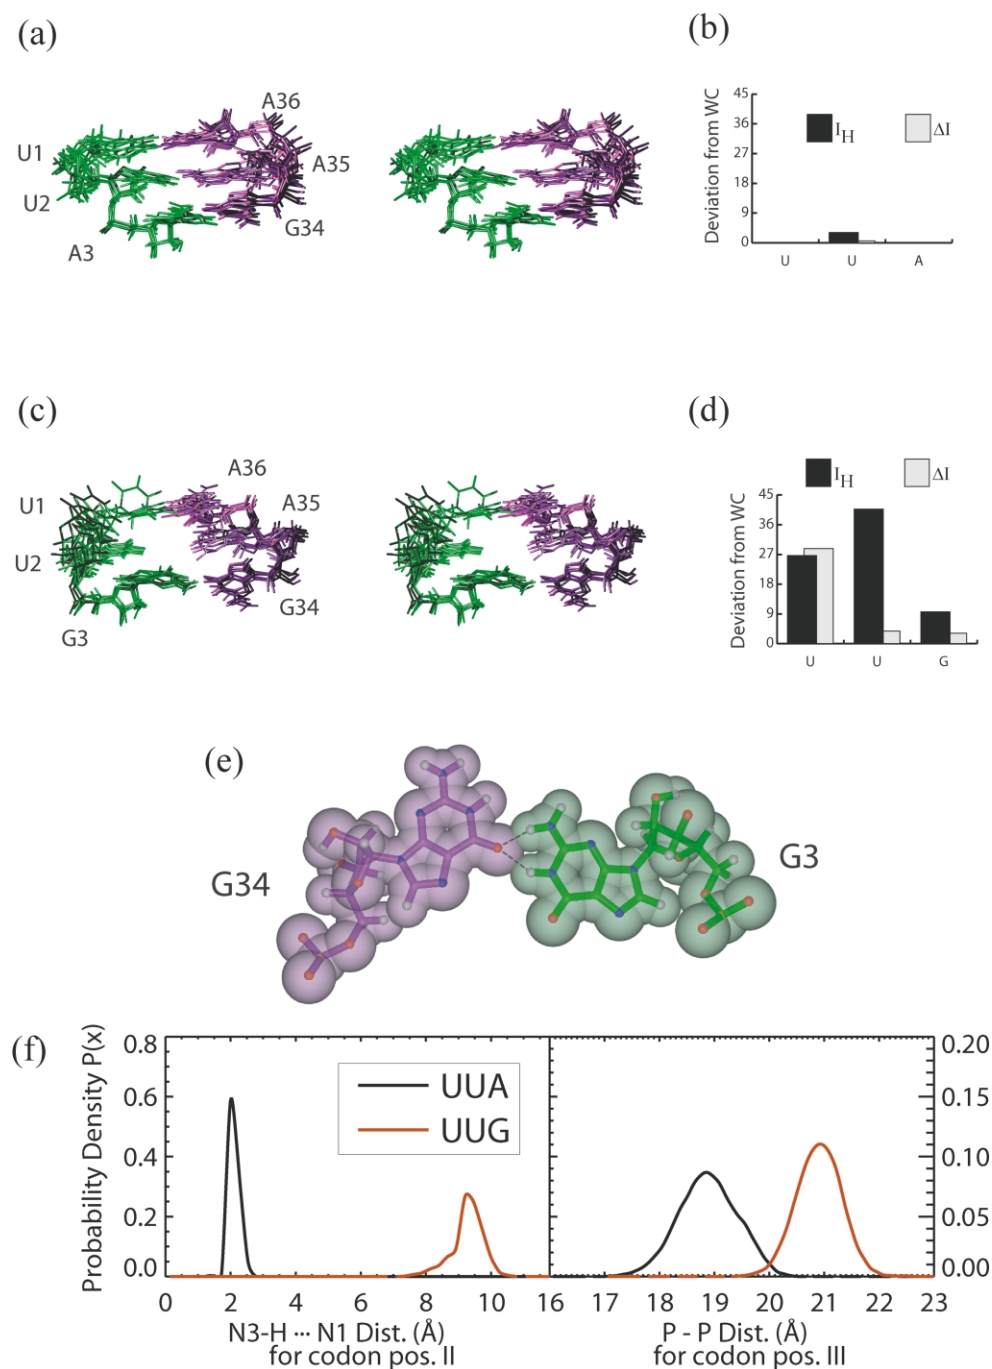 (a)
(b)
A36
U1
A35
U2
G34
A3
Deviation from WC
45
36
27
18
9
0
I_H
ΔI
U U A
(c)
(d)
A36
U1
A35
U2
G34
G3
Deviation from WC
I_H
ΔI
45
36
27
18
9
0
U U G
(e)
G34
G3
(f)
Probability Density P(x)
0.8
0.6
0.4
0.2
0.0
UUA
UUG
0.20
0.15
0.10
0.05
0.00
0 2 4 6 8 10 16 17 18 19 20 21 22 23
N3-H ··· N1 Dist. (Å)
for codon pos. II
P - P Dist. (Å)
for codon pos. III